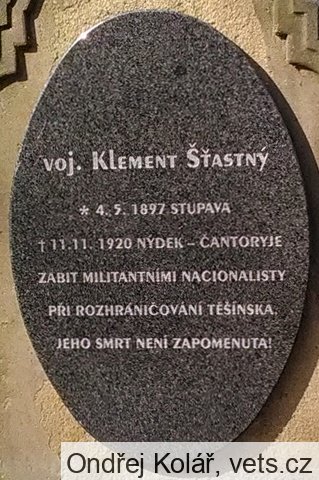 voj. Klement Šťastný
* 4. 5. 1897 STUPAVA
† 11. 11. 1920 NÝDEK – ČANTORYJE
ZABIT MILITANTNÍMI NACIONALISTY
PŘI ROZHRANIČOVÁNÍ TĚŠÍNSKA.
JEHO SMRT NENÍ ZAPOMENUTA!
Ondřej Kolář, vets.cz